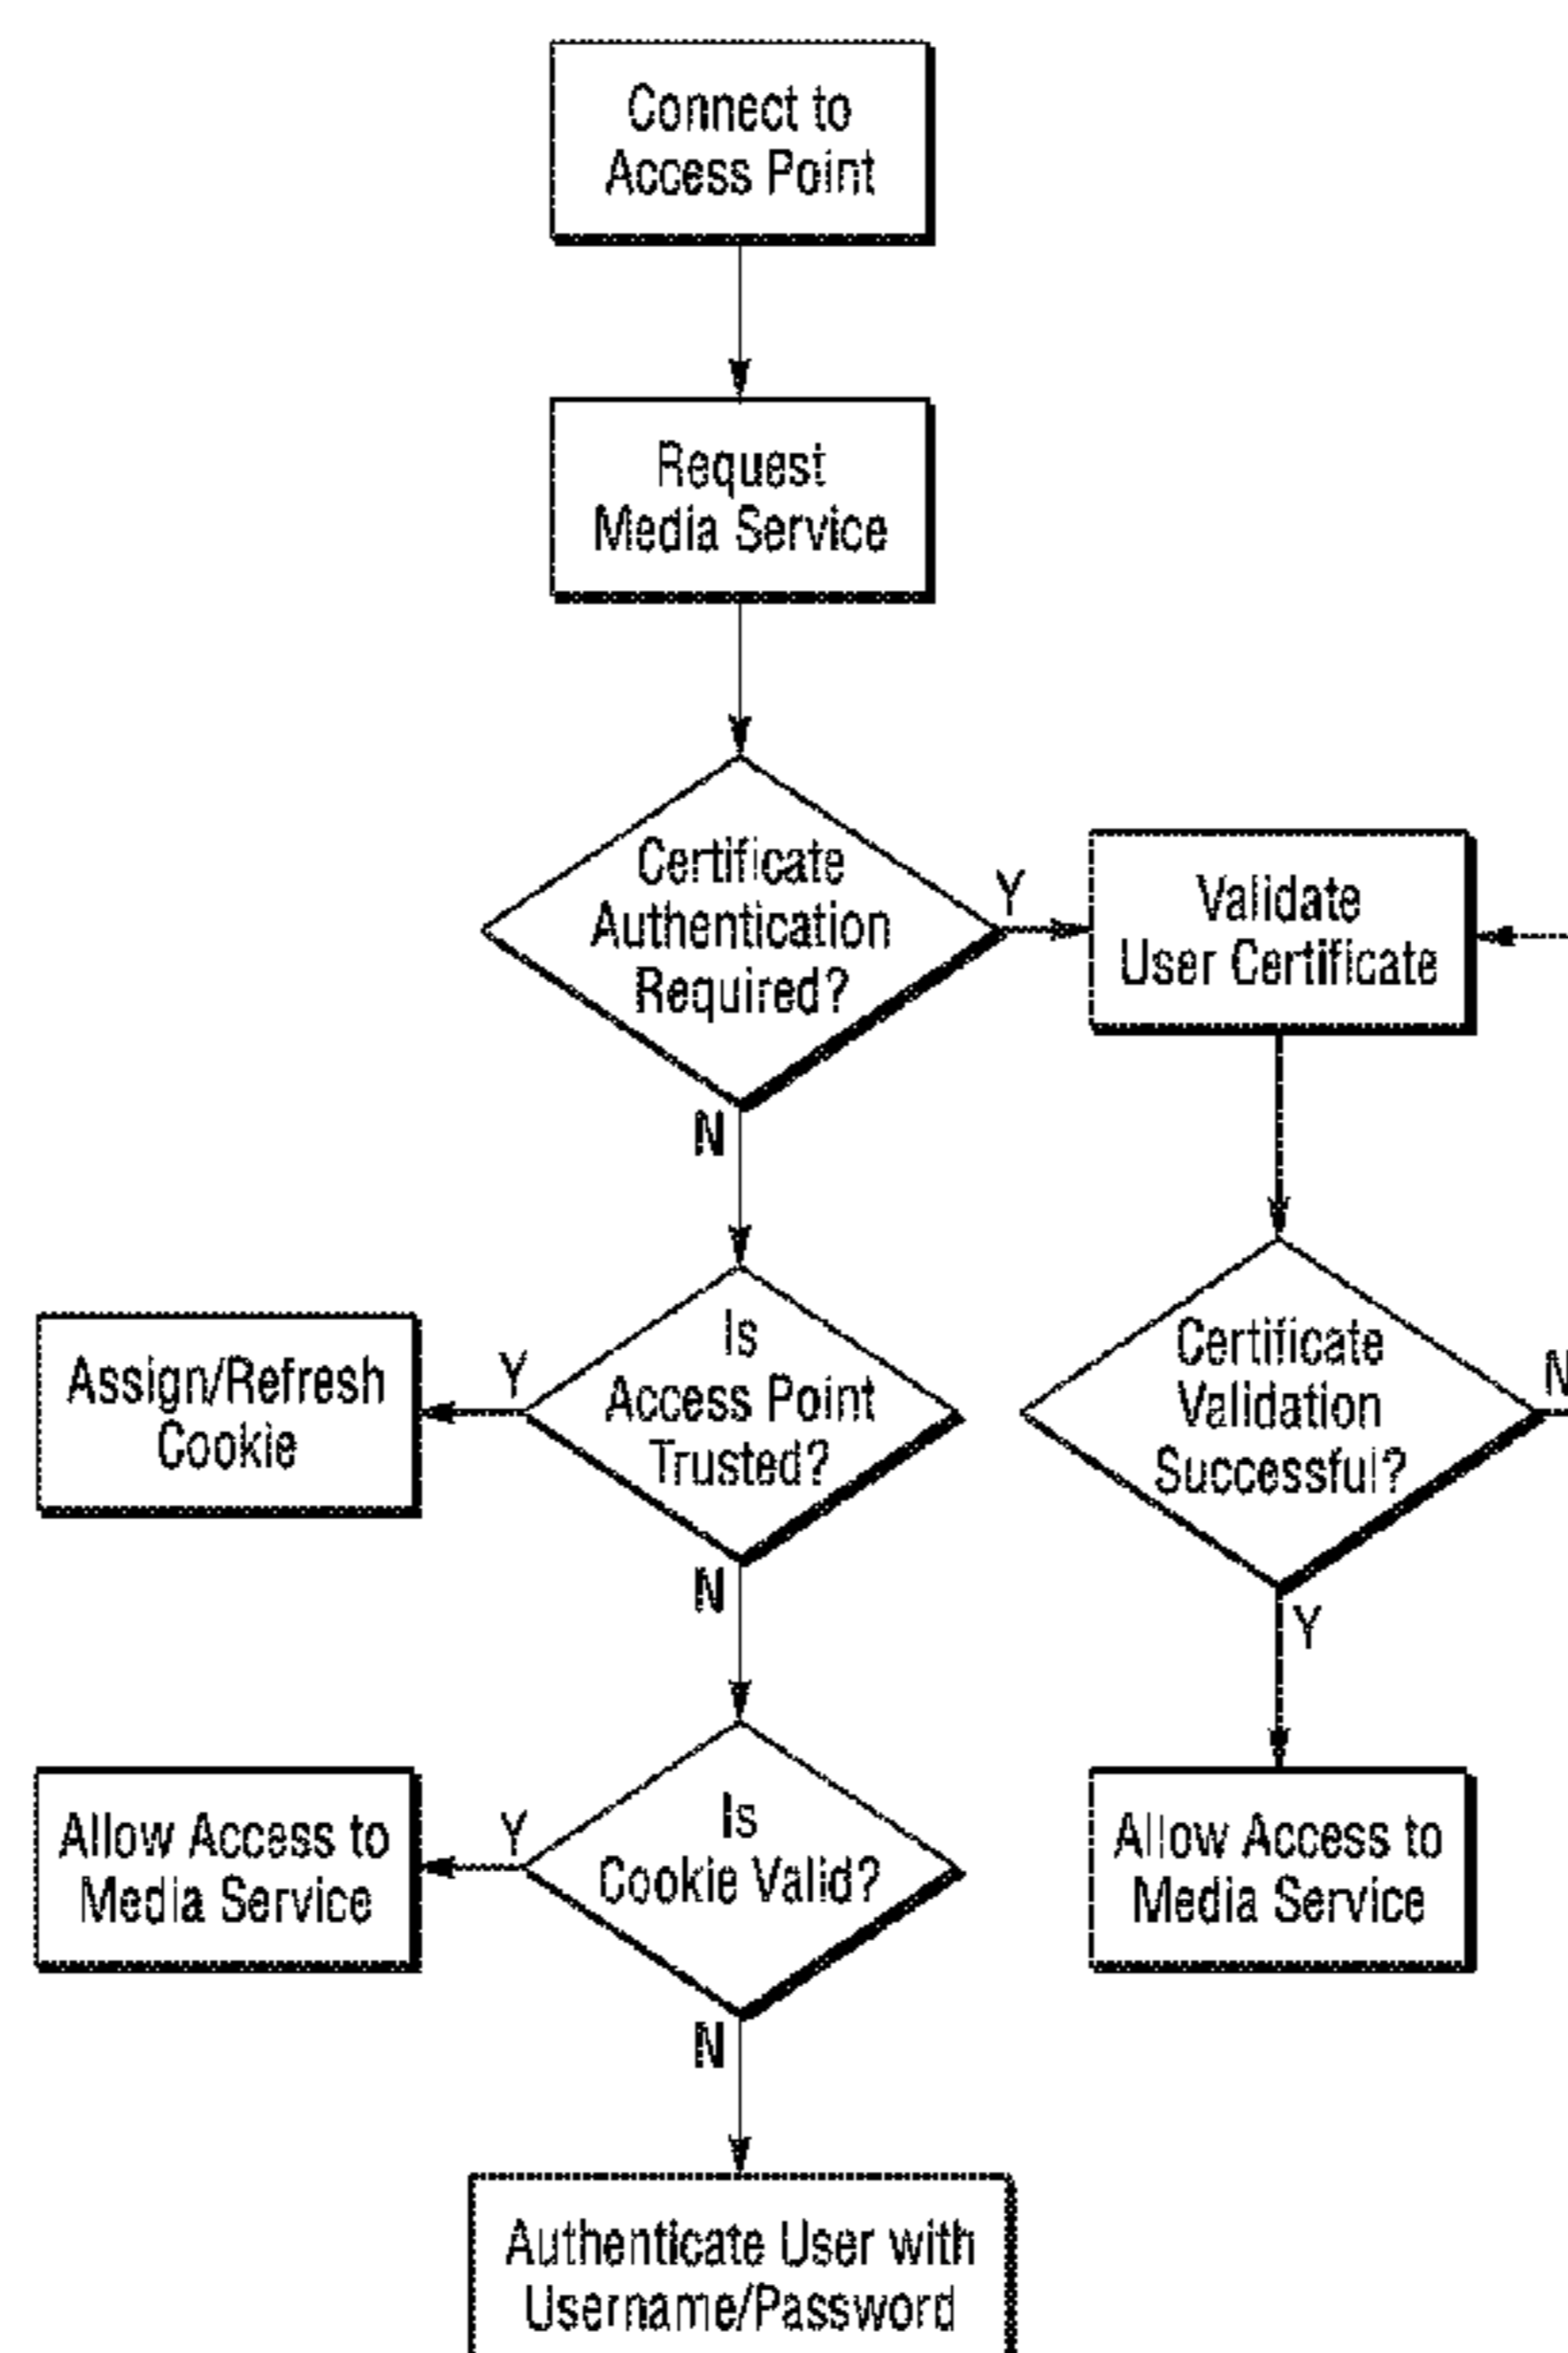 Connect to
Access Point
Request
Media Service
Certificate
Authentication
Required?
Y
N
Validate
User Certificate
Is
Access Point
Trusted?
Y
N
Assign/Refresh
Cookie
Certificate
Validation
Successful?
N
Y
Is
Cookie Valid?
Y
N
Allow Access to
Media Service
Allow Access to
Media Service
Authenticate User with
Username/Password